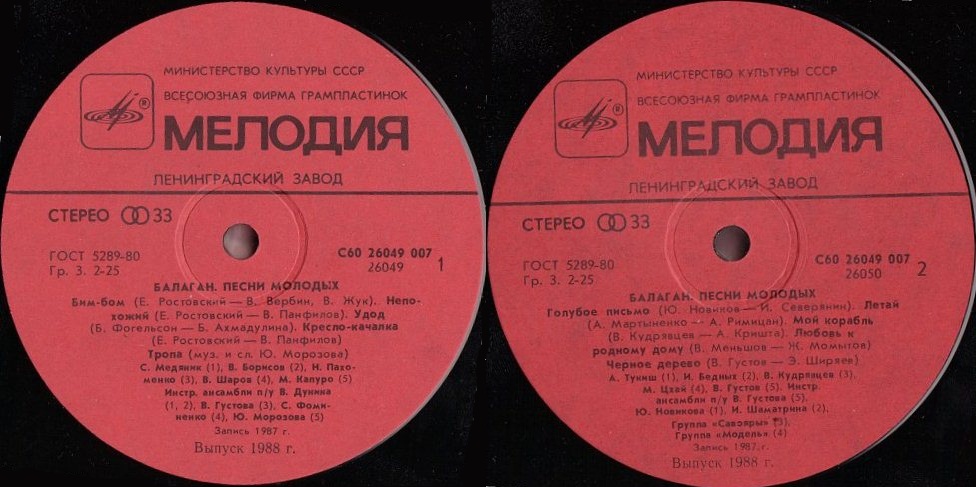 МИНИСТЕРСТВО КУЛЬТУРЫ СССР
ВСЕСОЮЗНАЯ ФИРМА ГРАМПЛАСТИНОК
МЕЛОДИЯ
ЛЕНИНГРАДСКИЙ ЗАВОД
СТЕРЕО 33
ГОСТ 5289-80
Гр. 3. 2-25
С60 26049 007
26049 1
БАЛАГАН. ПЕСНИ МОЛОДЫХ
Бим-бом (Е. Ростовский — В. Вербин, В. Жук). Непо-
хожий (Е. Ростовский — В. Панфилов). Удод
(Б. Фогельсон — Б. Ахмадулина). Кресло-качалка
(Е. Ростовский — В. Панфилов)
Тропа (муз. и сл. Ю. Морозова)
С. Медяник (1), В. Борисов (2), Н. Пахо-
менко (3), В. Шаров (4), М. Капуро (5)
Инстр. ансамбли п/у В. Дунина
(1, 2), В. Густова (3), С. Фоми-
ненко (4), Ю. Морозова (5)
Запись 1987 г.
Выпуск 1988 г.
МИНИСТЕРСТВО КУЛЬТУРЫ СССР
ВСЕСОЮЗНАЯ ФИРМА ГРАМПЛАСТИНОК
МЕЛОДИЯ
ЛЕНИНГРАДСКИЙ ЗАВОД
СТЕРЕО 33
ГОСТ 5289-80
Гр. 3. 2-25
С60 26049 007
26050 2
БАЛАГАН. ПЕСНИ МОЛОДЫХ
Голубое письмо (Ю. Новиков — И. Северянин). Летай
(А. Мартыненко — А. Римицан). Мой корабль
(В. Кудрявцев — А. Кришта). Любовь к
родному дому (В. Меньшов — Ж. Момытов)
Черное дерево (В. Густов — Э. Ширяев)
А. Тукиш (1), И. Бедных (2), В. Кудрявцев (3),
М. Цхай (4), В. Густов (5). Инстр.
ансамбли п/у В. Густова (5),
Ю. Новикова (1), И. Шаматрина (2),
Группа «Савояры» (3),
Группа «Модель» (4)
Запись 1987 г.
Выпуск 1988 г.